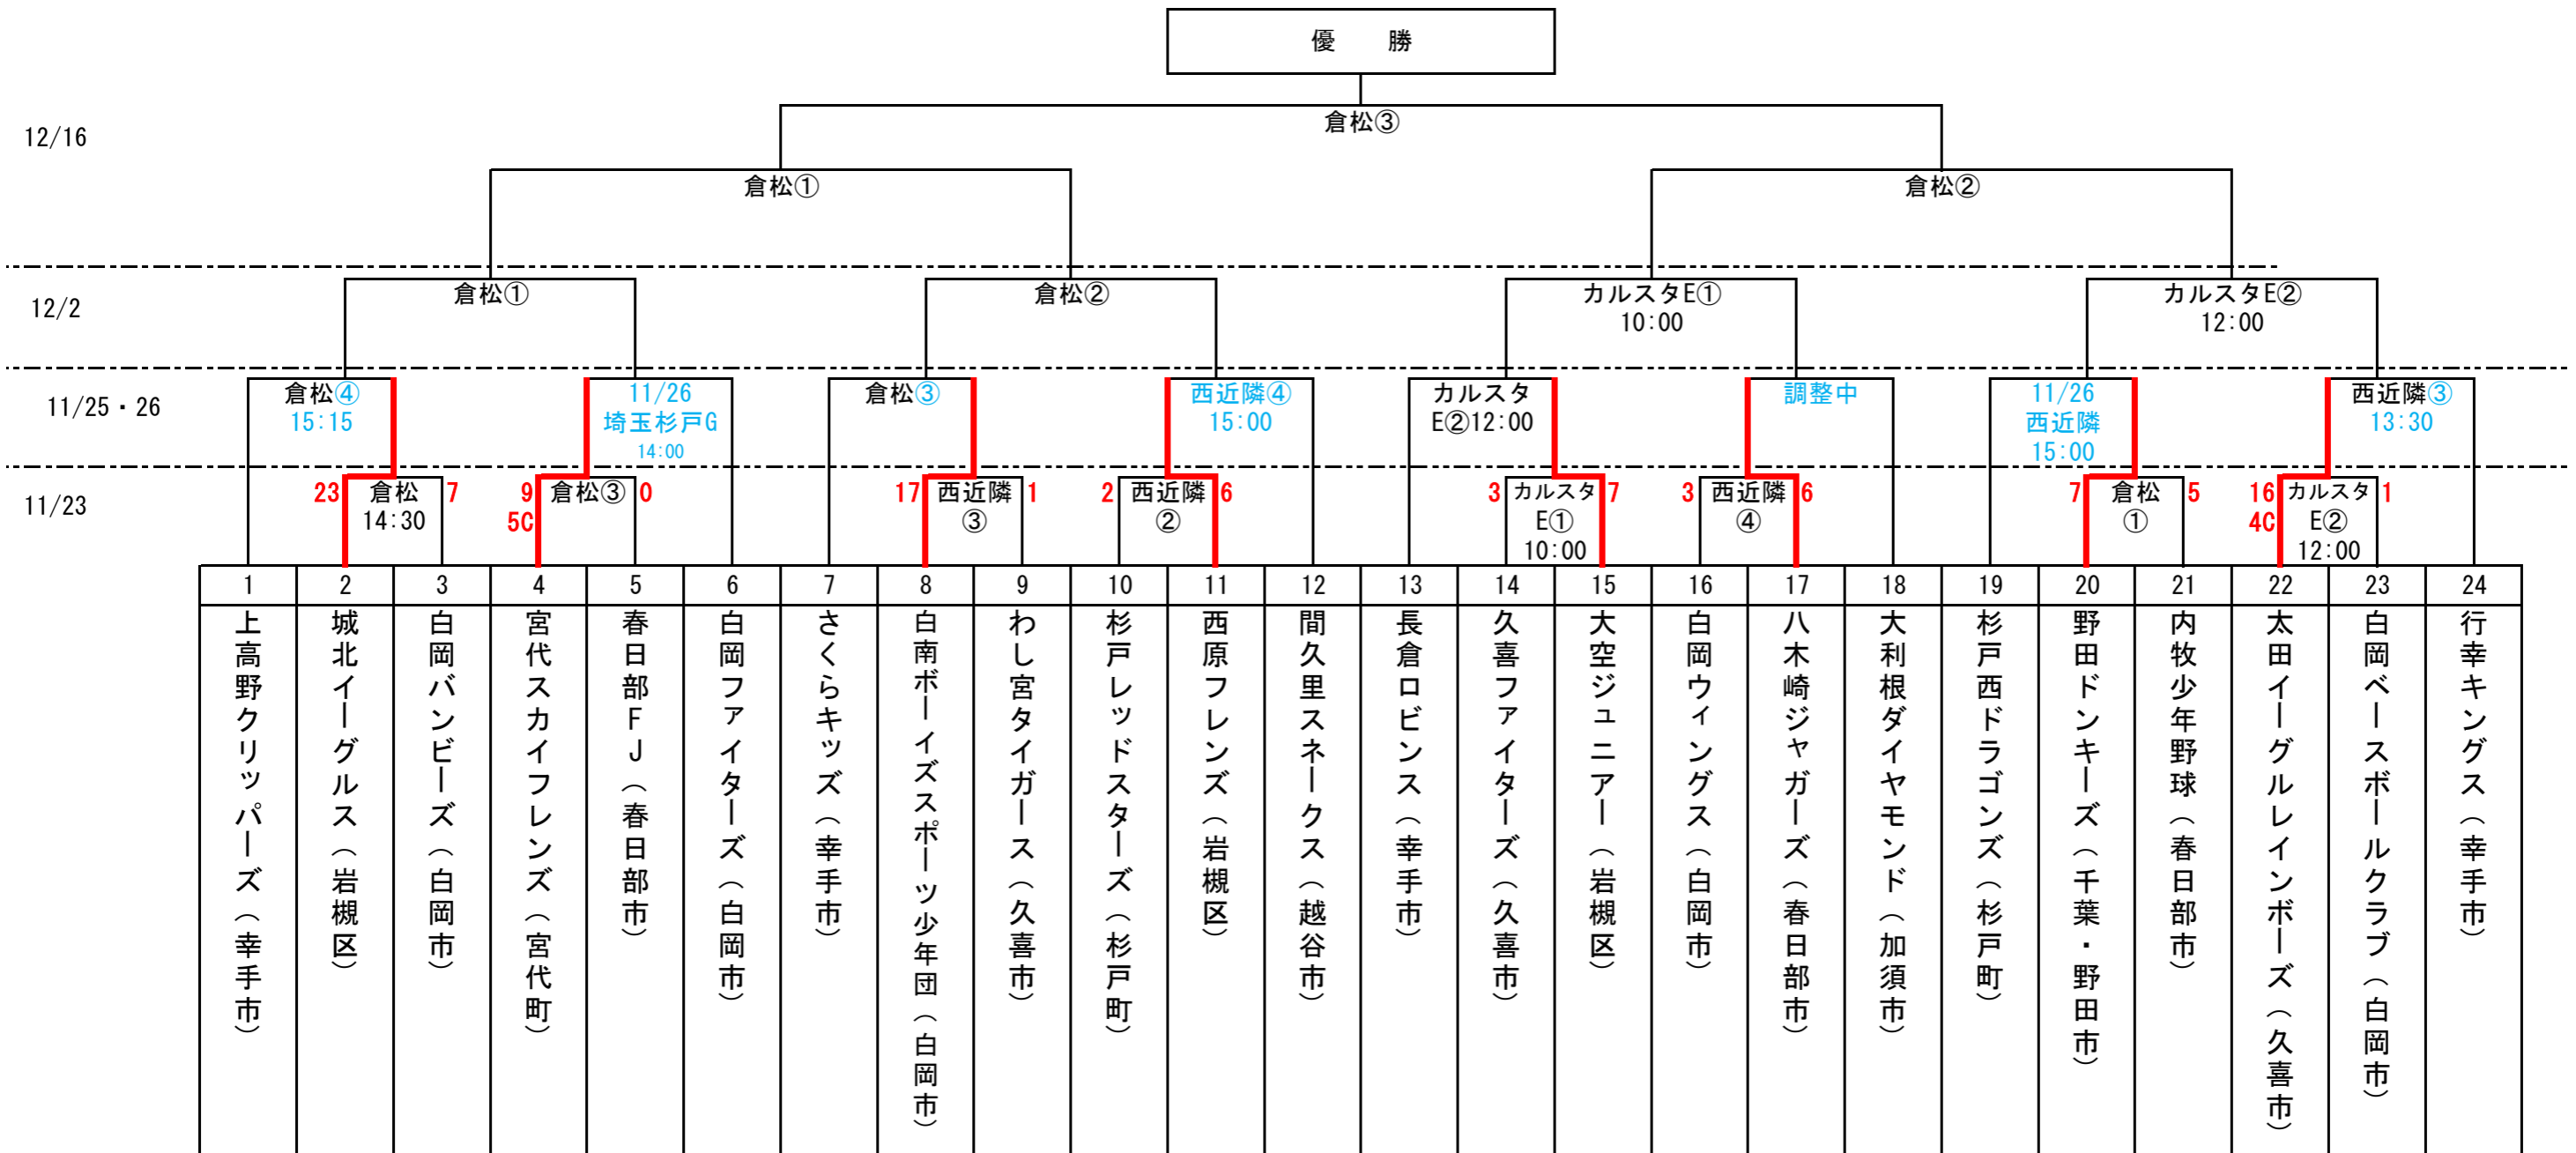 優　勝
12/16
倉松③
倉松①
倉松②
12/2
倉松①
倉松②
カルスタE①
10:00
カルスタE②
12:00
11/25・26
倉松④
15:15
11/26
埼玉杉戸G
14:00
倉松③
西近隣④
15:00
カルスタ
E②12:00
調整中
11/26
西近隣
15:00
西近隣③
13:30
11/23
23
倉松
14:30
7
9
5C
倉松③
0
17
西近隣
③
1
2
西近隣
②
6
3
カルスタ
E①
10:00
7
3
西近隣
④
6
7
倉松
①
5
16
4C
カルスタ
E②
12:00
1
1 2 3 4 5 6 7 8 9 10 11 12 13 14 15 16 17 18 19 20 21 22 23 24
上高野クリッパーズ（幸手市）
城北イーグルス（岩槻区）
白岡バンビーズ（白岡市）
宮代スカイフレンズ（宮代町）
春日部FJ（春日部市）
白岡ファイターズ（白岡市）
さくらキッズ（幸手市）
白南ボーイズスポーツ少年団（白岡市）
わし宮タイガース（久喜市）
杉戸レッドスターズ（杉戸町）
西原フレンズ（岩槻区）
間久里スネークス（越谷市）
長倉ロビンス（幸手市）
久喜ファイターズ（久喜市）
大空ジュニアー（岩槻区）
白岡ウィングス（白岡市）
八木崎ジャガーズ（春日部市）
大利根ダイヤモンド（加須市）
杉戸西ドラゴンズ（杉戸町）
野田ドンキーズ（千葉・野田市）
内牧少年野球（春日部市）
太田イーグルレインボーズ（久喜市）
白岡ベースボールクラブ（白岡市）
行幸キングス（幸手市）